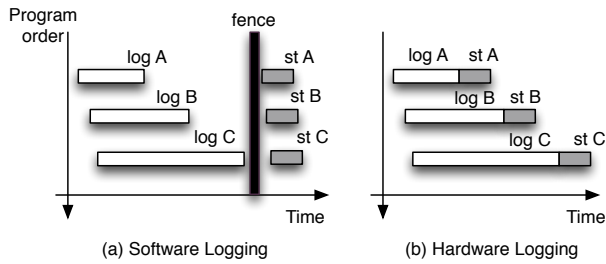 Program
order
fence
log A
st A
log B
st B
log C
st C
Time
(a) Software Logging
log A
st A
log B
st B
log C
st C
Time
(b) Hardware Logging